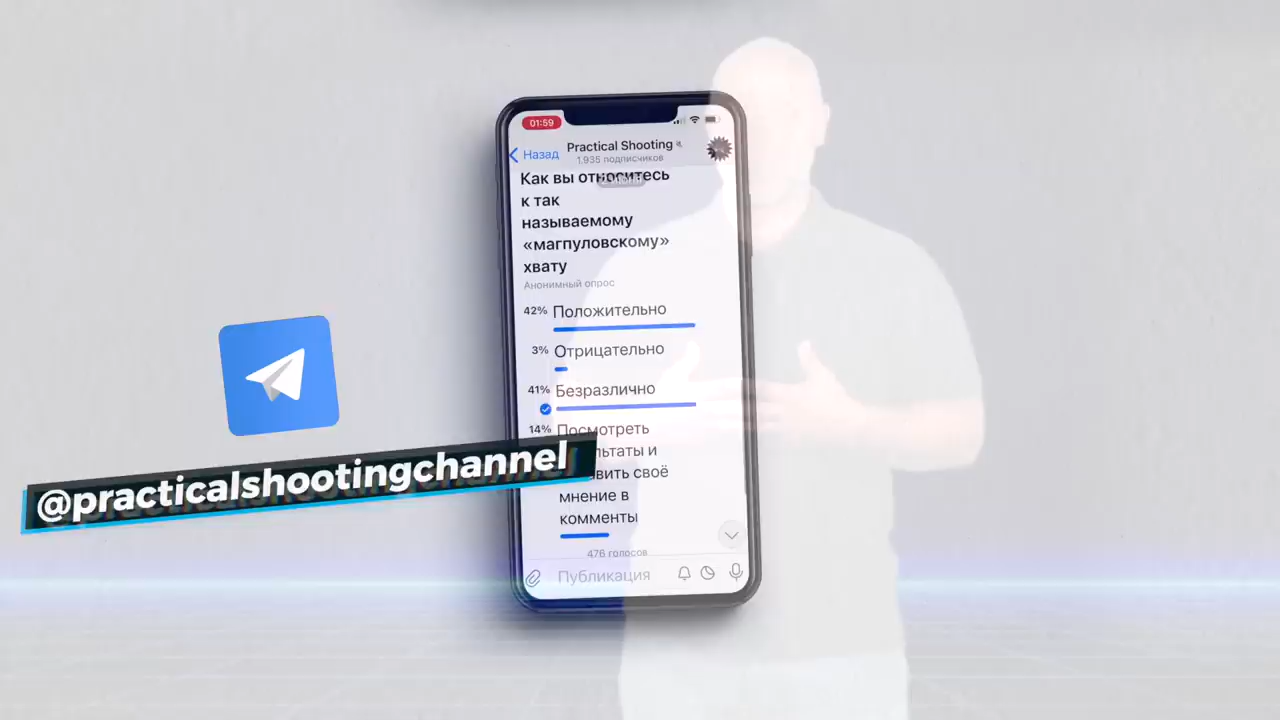 01:59
Назад
Practical Shooting
1.935 подписчиков
Как вы относитесь
к так
называемому
«магпуловскому»
хвату
Анонимный опрос
42% Положительно
3% Отрицательно
41% Безразлично
14% Посмотреть
своё
мнение в
комменты
476 голосов
Публикация
@practicalshootingchannel